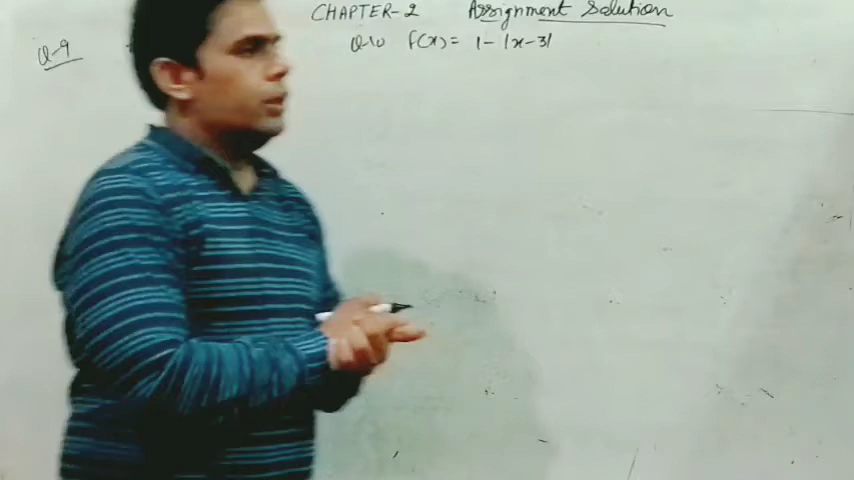 CHAPTER-2 Assignment Solution
Q-9
Q10 f(x) = 1-|x-3|